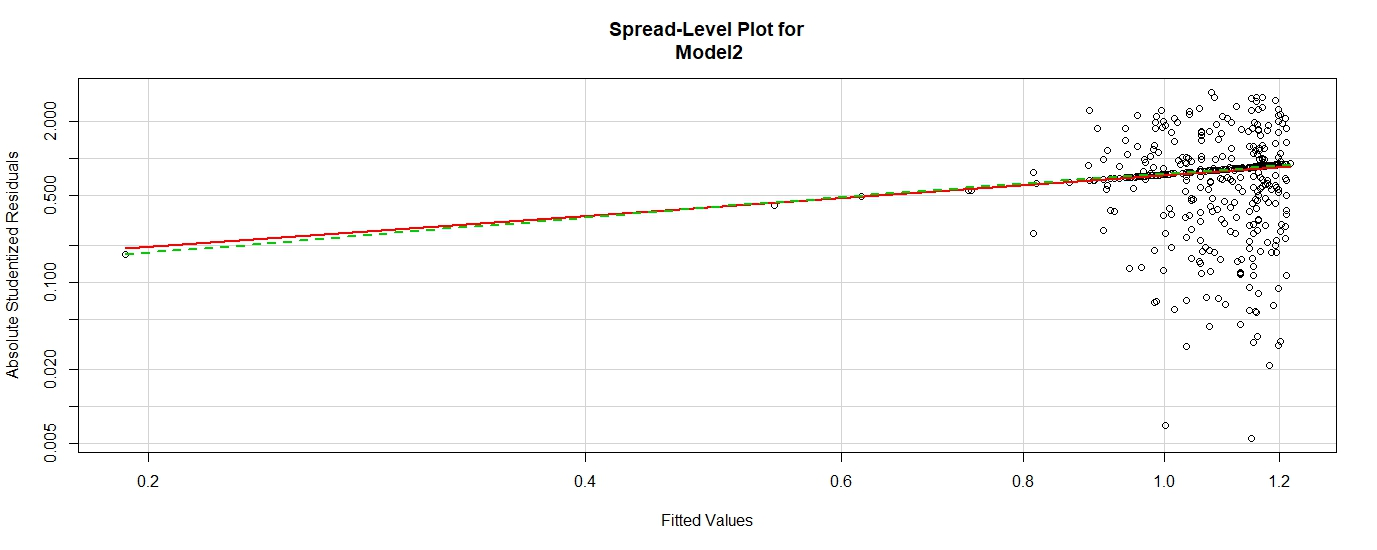 Spread-Level Plot for
Model2
Absolute Studentized Residuals
2.000
0.500
0.100
0.020
0.005
0.2 0.4 0.6 0.8 1.0 1.2
Fitted Values